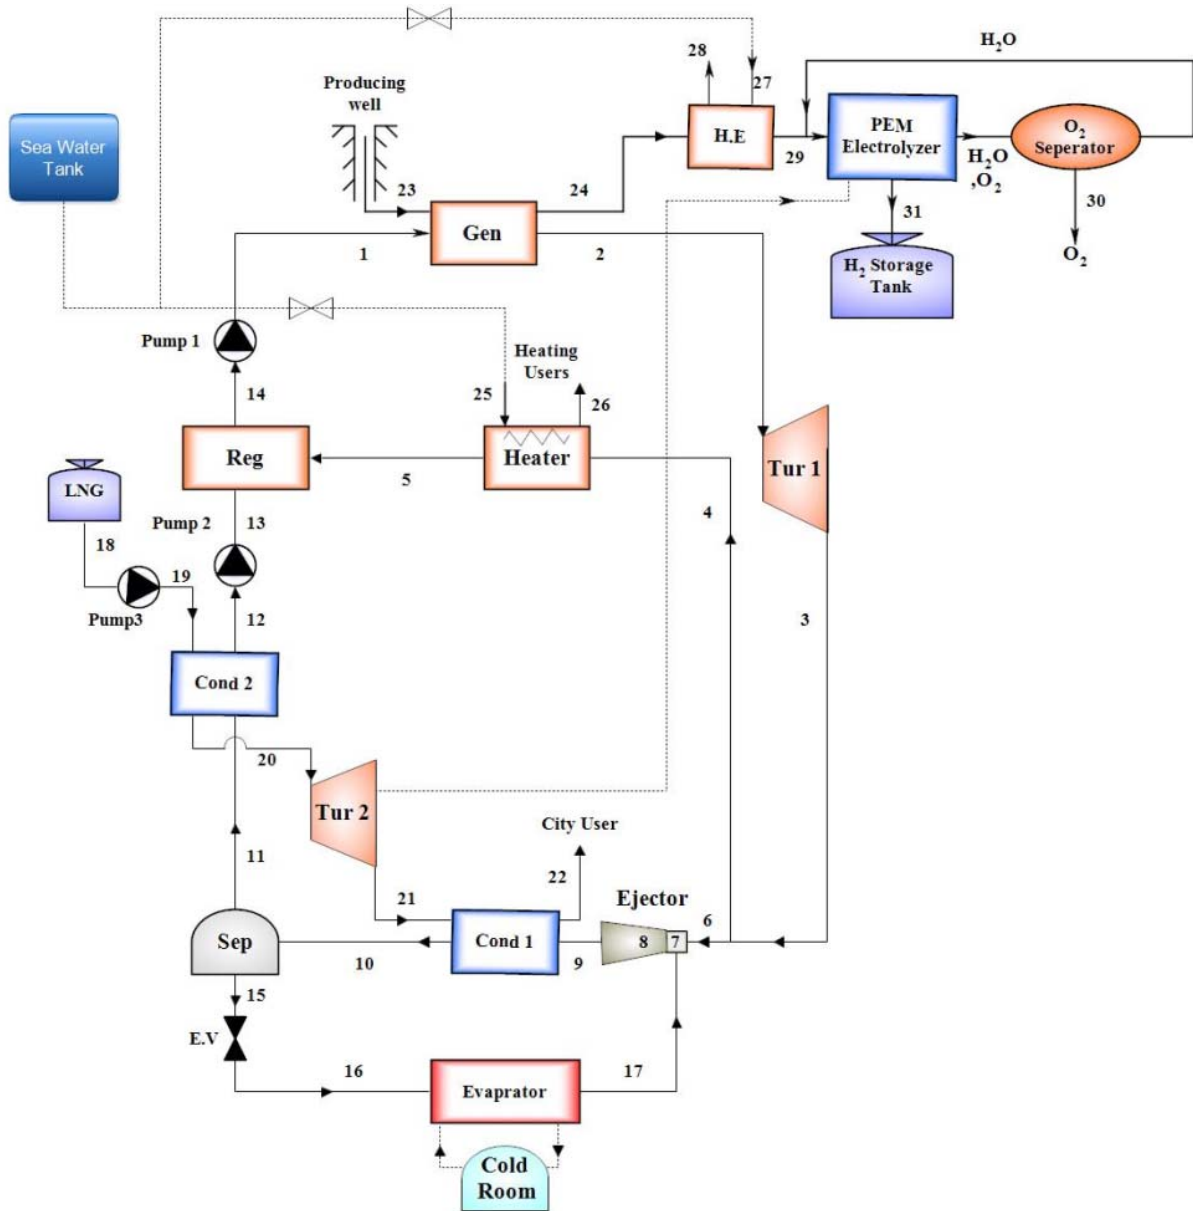 H2O
28
27
Producing
well
Sea Water
Tank
H.E
29
PEM
Electrolyzer
O2
Seperator
H2O
,O2
23
24
31
30
Gen
1
2
O2
H2 Storage
Tank
Pump 1
Heating
Users
14
25
26
Reg
5
Heater
4
Tur 1
LNG
Pump 2
13
18
19
Pump3
12
3
Cond 2
20
Tur 2
City User
11
21
22
Ejector
Sep
10
Cond 1
9
8
7
6
15
E.V
16
17
Evaprator
Cold
Room